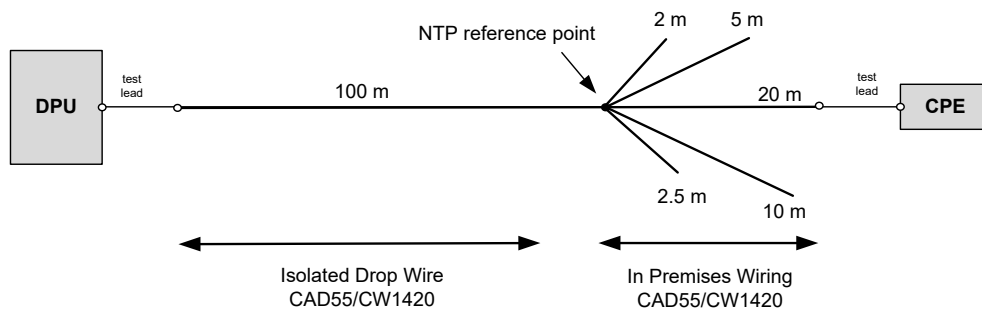 2 m
5 m
NTP reference point
test
lead
test
lead
DPU
100 m
20 m
CPE
2.5 m
10 m
Isolated Drop Wire
CAD55/CW1420
In Premises Wiring
CAD55/CW1420